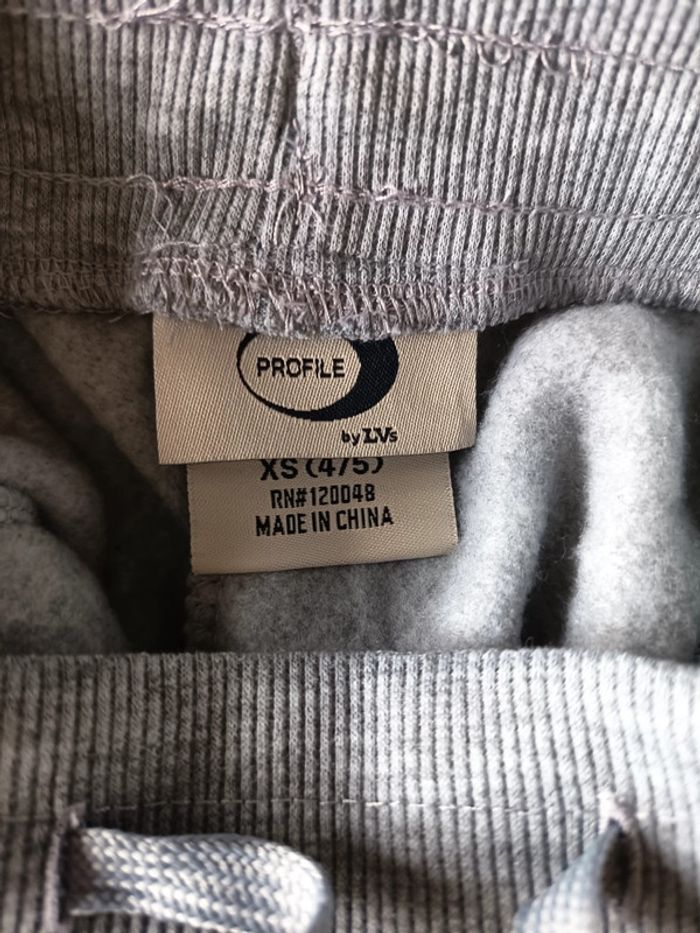 PROFILE
by LVs
XS (4/5)
RN#120048
MADE IN CHINA